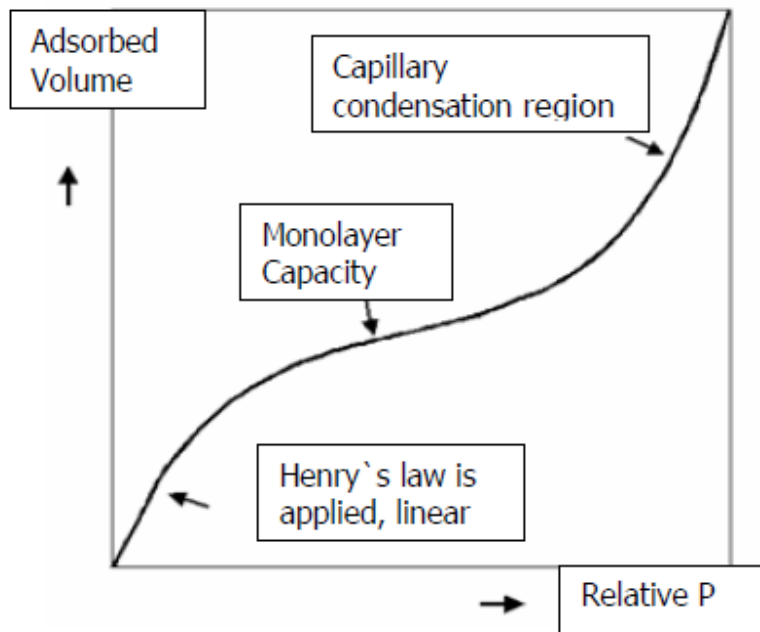 Adsorbed
Volume
Capillary
condensation region
Monolayer
Capacity
Henry`s law is
applied, linear
Relative P